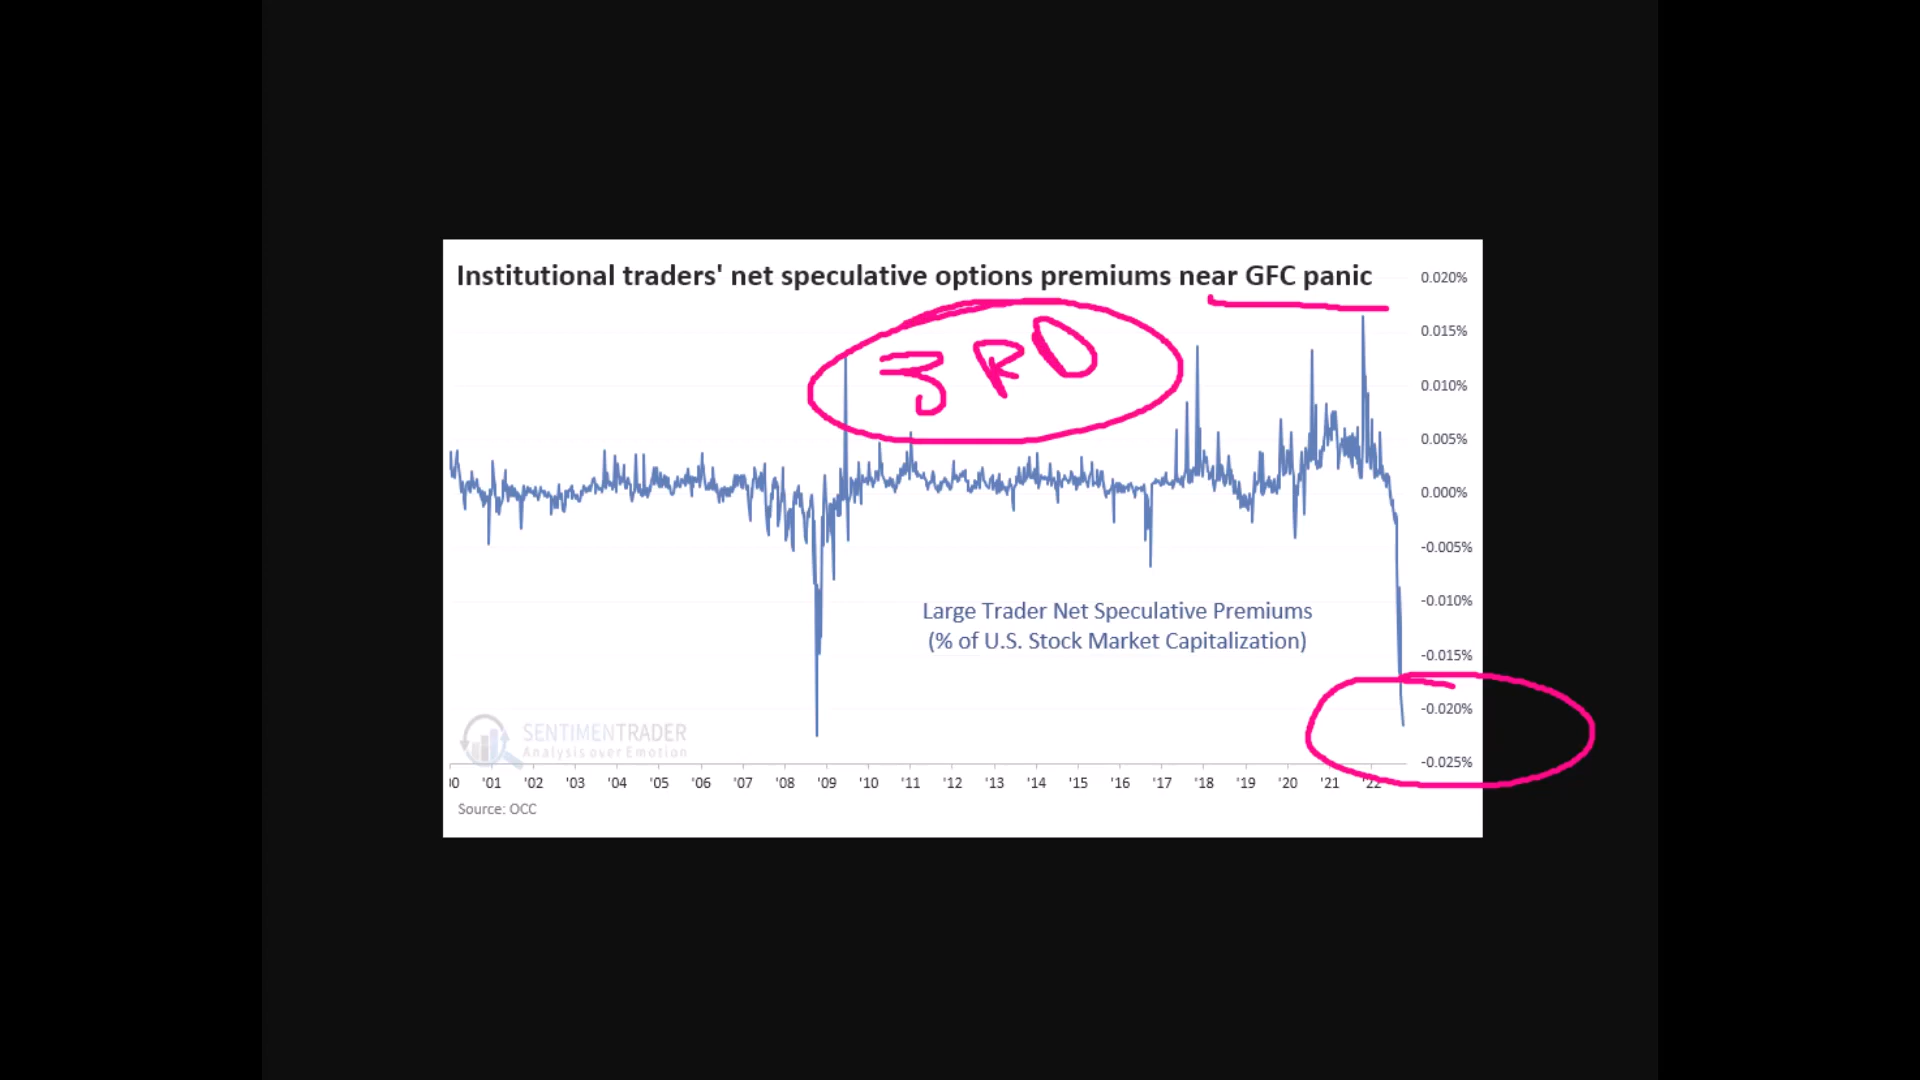 Institutional traders' net speculative options premiums near GFC panic
3RD
0.020%
0.015%
0.010%
0.005%
0.000%
-0.005%
-0.010%
-0.015%
-0.020%
-0.025%
Large Trader Net Speculative Premiums
(% of U.S. Stock Market Capitalization)
SENTIMENTRADER
Analysis over Emotion
'01 '02 '03 '04 '05 '06 '07 '08 '09 '10 '11 '12 '13 '14 '15 '16 '17 '18 '19 '20 '21 '22
Source: OCC